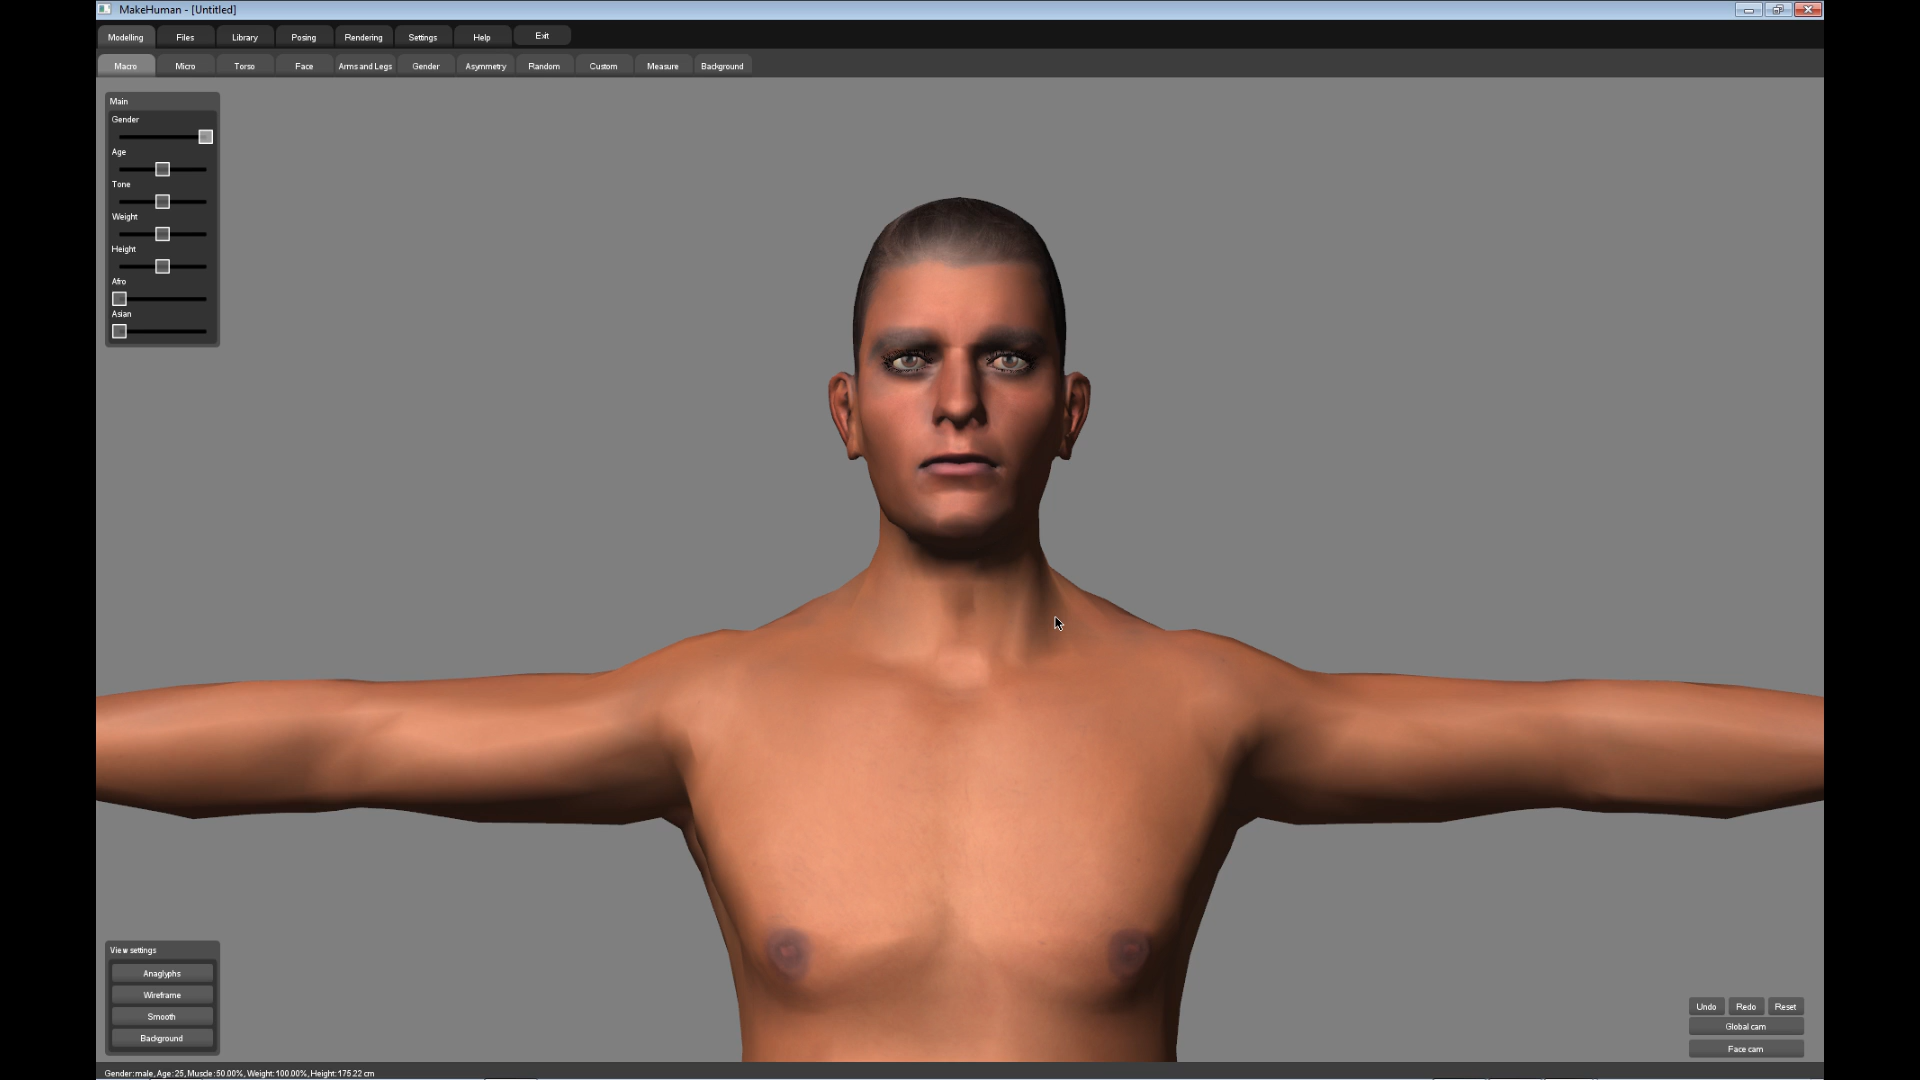 MakeHuman - [Untitled]
Modelling Files Library Posing Rendering Settings Help Exit
Macro Micro Torso Face Arms and Legs Gender Asymmetry Random Custom Measure Background
Main
Gender
Age
Tone
Weight
Height
Afro
Asian
View settings
Anaglyphs
Wireframe
Smooth
Background
Undo Redo Reset
Global cam
Face cam
Gender: male, Age: 25, Muscle: 50.00%, Weight: 100.00%, Height: 175.22 cm